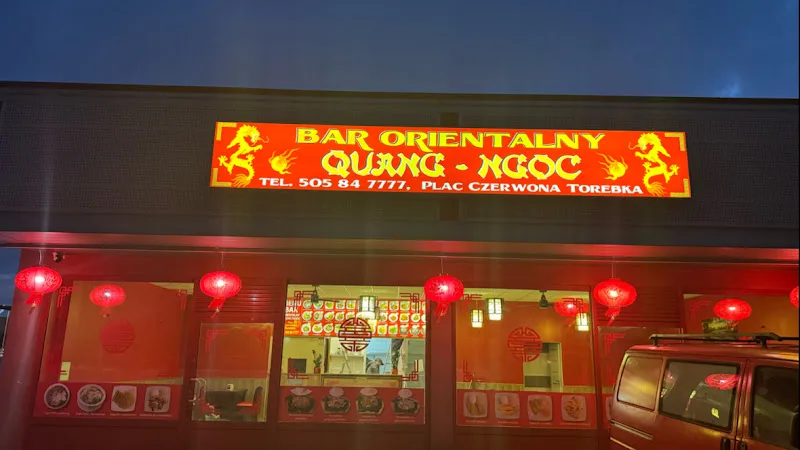 BAR ORIENTALNY
QUANG - NGOC
TEL. 505 84 7777, PLAC CZERWONA TOREBKA